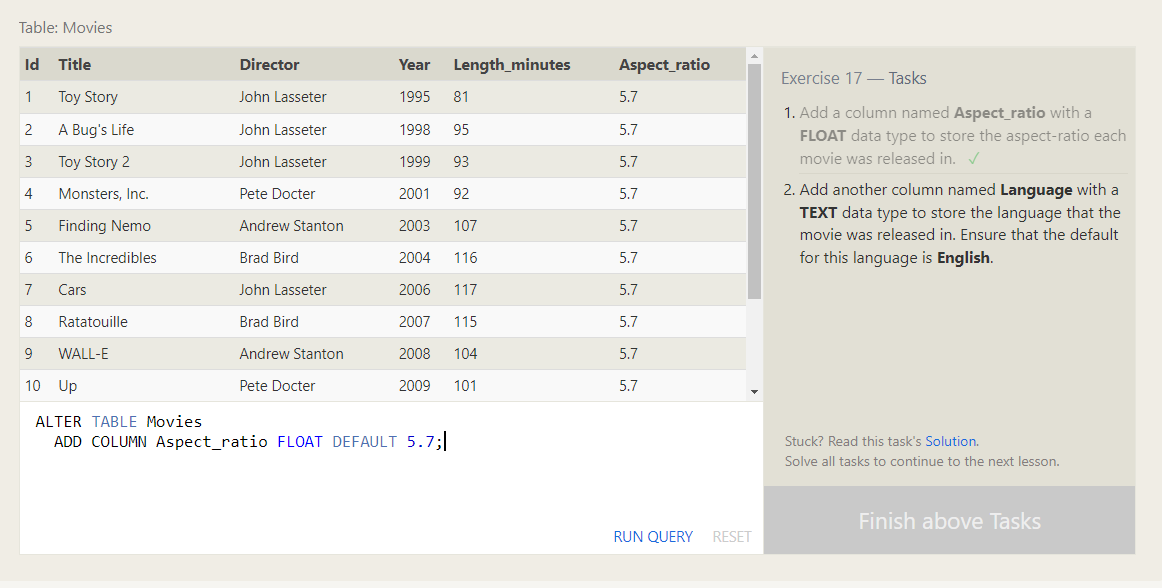 Table: Movies
Id Title Director Year Length_minutes Aspect_ratio
1 Toy Story John Lasseter 1995 81 5.7
2 A Bug's Life John Lasseter 1998 95 5.7
3 Toy Story 2 John Lasseter 1999 93 5.7
4 Monsters, Inc. Pete Docter 2001 92 5.7
5 Finding Nemo Andrew Stanton 2003 107 5.7
6 The Incredibles Brad Bird 2004 116 5.7
7 Cars John Lasseter 2006 117 5.7
8 Ratatouille Brad Bird 2007 115 5.7
9 WALL-E Andrew Stanton 2008 104 5.7
10 Up Pete Docter 2009 101 5.7
ALTER TABLE Movies
ADD COLUMN Aspect_ratio FLOAT DEFAULT 5.7;
RUN QUERY RESET
Exercise 17 — Tasks
1. Add a column named Aspect_ratio with a
FLOAT data type to store the aspect-ratio each
movie was released in. ✓
2. Add another column named Language with a
TEXT data type to store the language that the
movie was released in. Ensure that the default
for this language is English.
Stuck? Read this task's Solution.
Solve all tasks to continue to the next lesson.
Finish above Tasks